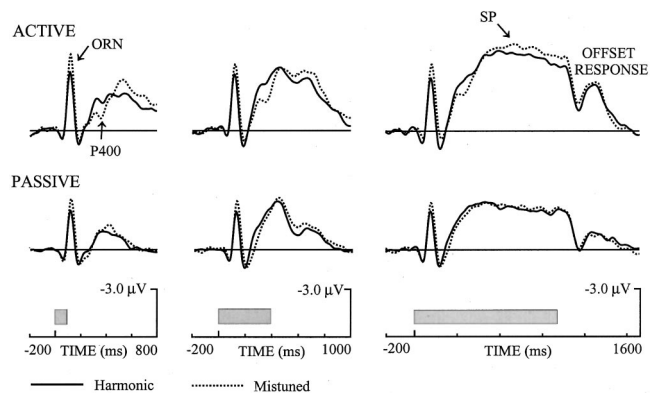 ACTIVE
ORN
SP
OFFSET
RESPONSE
P400
PASSIVE
-3.0 µV
-3.0 µV
-3.0 µV
-200 TIME (ms) 800
-200 TIME (ms) 1000
-200 TIME (ms) 1600
Harmonic
Mistuned